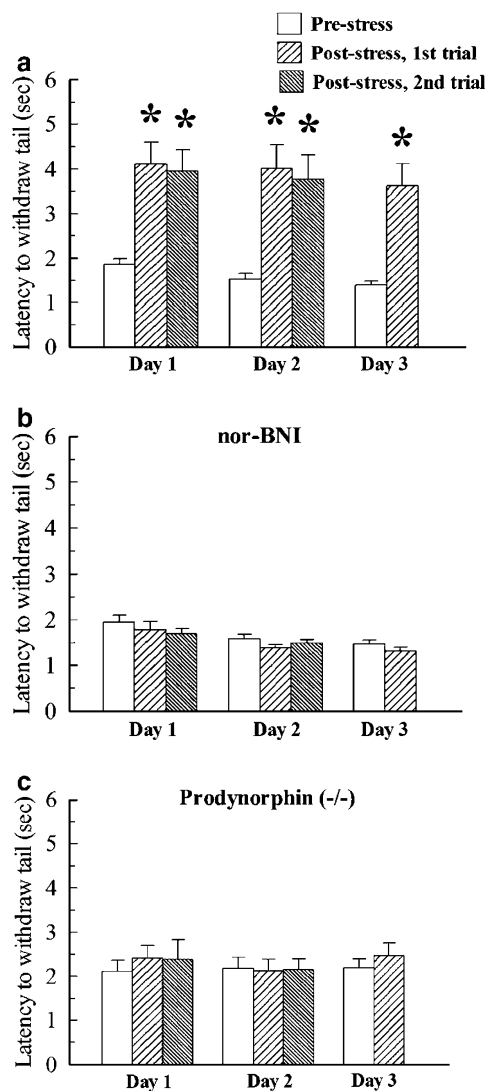 Pre-stress
Post-stress, 1st trial
Post-stress, 2nd trial
a
Latency to withdraw tail (sec)
6
5
4
3
2
1
0
* * * * *
Day 1 Day 2 Day 3
b
nor-BNI
Latency to withdraw tail (sec)
6
5
4
3
2
1
0
Day 1 Day 2 Day 3
c
Prodynorphin (-/-)
Latency to withdraw tail (sec)
6
5
4
3
2
1
0
Day 1 Day 2 Day 3